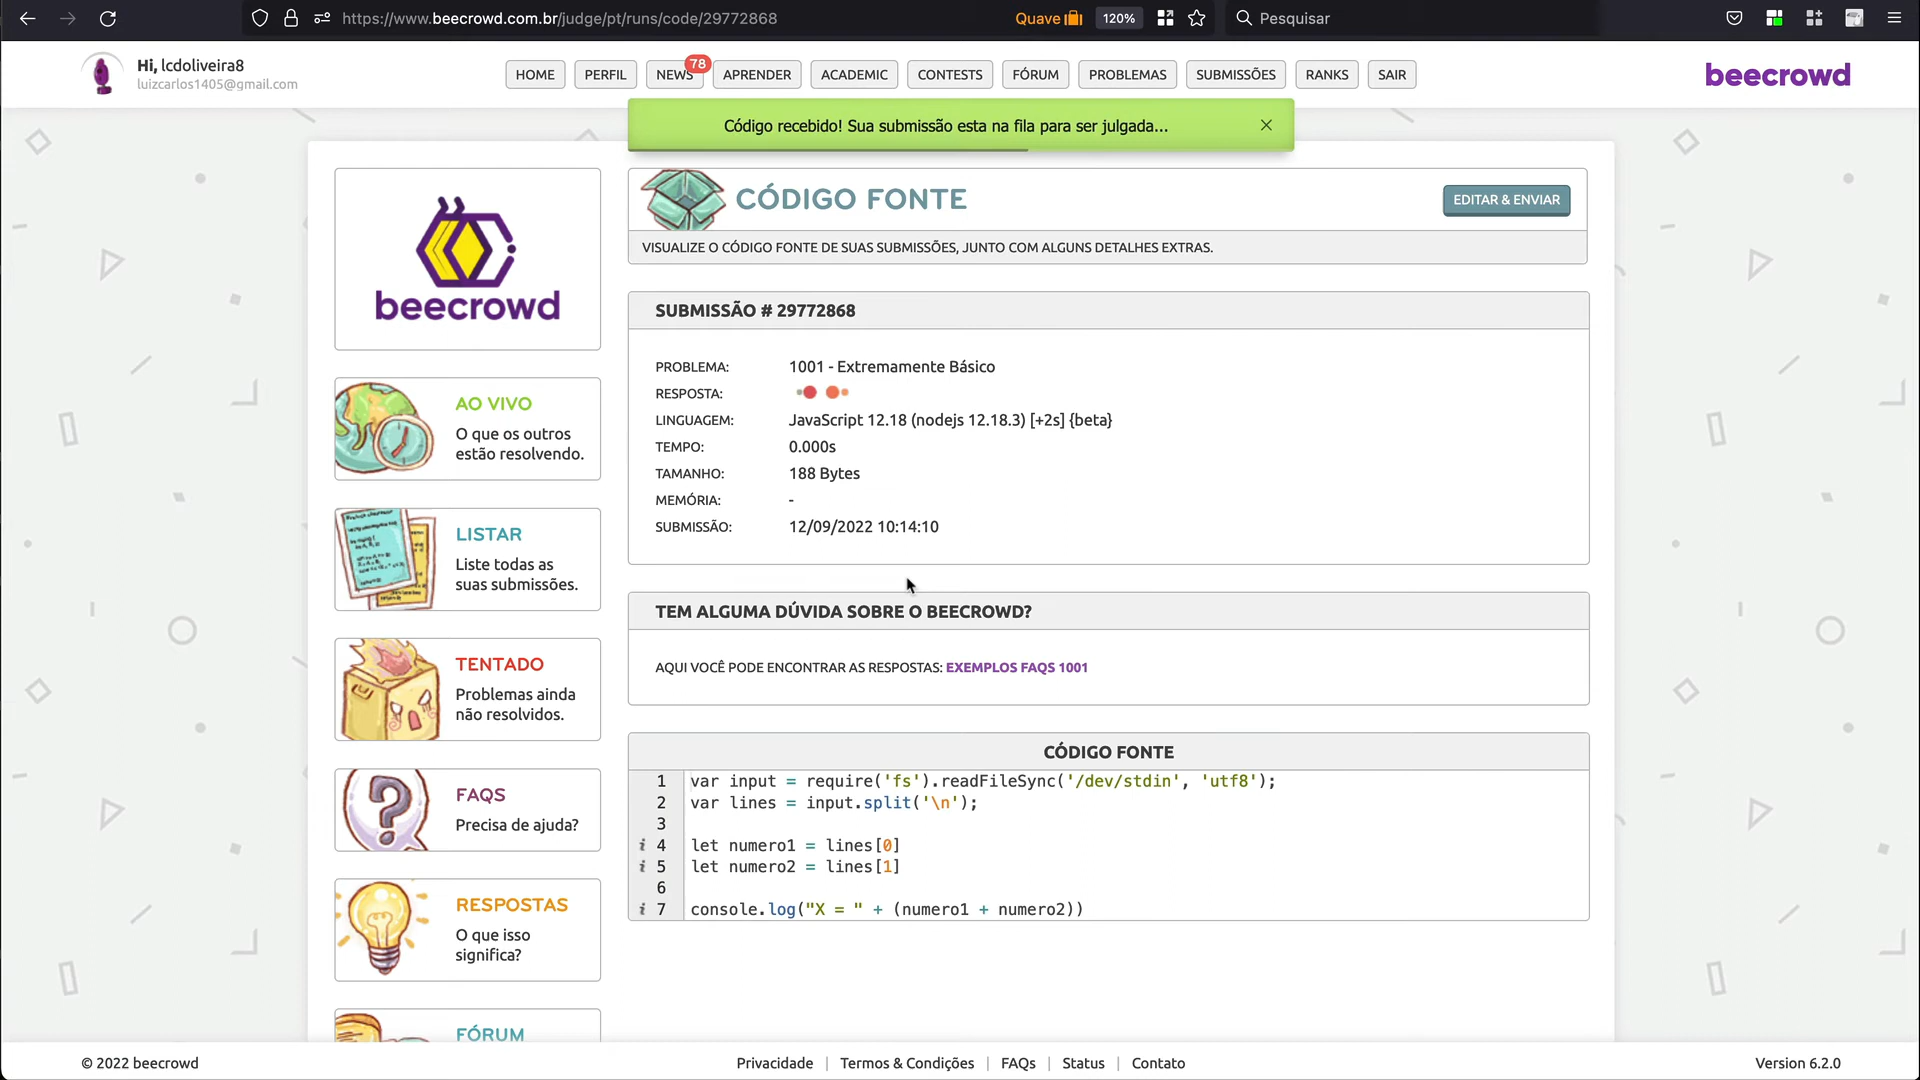 https://www.beecrowd.com.br/judge/pt/runs/code/29772868
Quave
120%
Pesquisar
Hi, lcdoliveira8
luizcarlos1405@gmail.com
HOME
PERFIL
NEWS
78
APRENDER
ACADEMIC
CONTESTS
FÓRUM
PROBLEMAS
SUBMISSÕES
RANKS
SAIR
beecrowd
Código recebido! Sua submissão esta na fila para ser julgada...
beecrowd
CÓDIGO FONTE
EDITAR & ENVIAR
VISUALIZE O CÓDIGO FONTE DE SUAS SUBMISSÕES, JUNTO COM ALGUNS DETALHES EXTRAS.
SUBMISSÃO # 29772868
PROBLEMA: 1001 - Extremamente Básico
RESPOSTA:
LINGUAGEM: JavaScript 12.18 (nodejs 12.18.3) [+2s] {beta}
TEMPO: 0.000s
TAMANHO: 188 Bytes
MEMÓRIA: -
SUBMISSÃO: 12/09/2022 10:14:10
AO VIVO
O que os outros
estão resolvendo.
LISTAR
Liste todas as
suas submissões.
TENTADO
Problemas ainda
não resolvidos.
FAQS
Precisa de ajuda?
RESPOSTAS
O que isso
significa?
FÓRUM
TEM ALGUMA DÚVIDA SOBRE O BEECROWD?
AQUI VOCÊ PODE ENCONTRAR AS RESPOSTAS: EXEMPLOS FAQS 1001
CÓDIGO FONTE
1 var input = require('fs').readFileSync('/dev/stdin', 'utf8');
2 var lines = input.split('\n');
3
i 4 let numero1 = lines[0]
i 5 let numero2 = lines[1]
6
i 7 console.log("X = " + (numero1 + numero2))
© 2022 beecrowd
Privacidade | Termos & Condições | FAQs | Status | Contato
Version 6.2.0